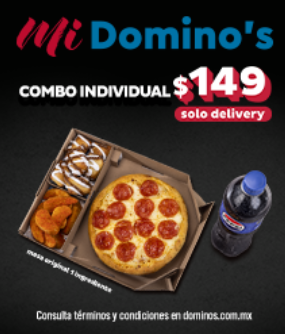 Mi Domino's
COMBO INDIVIDUAL $149
solo delivery
masa original 1 ingrediente
Consulta términos y condiciones en dominos.com.mx